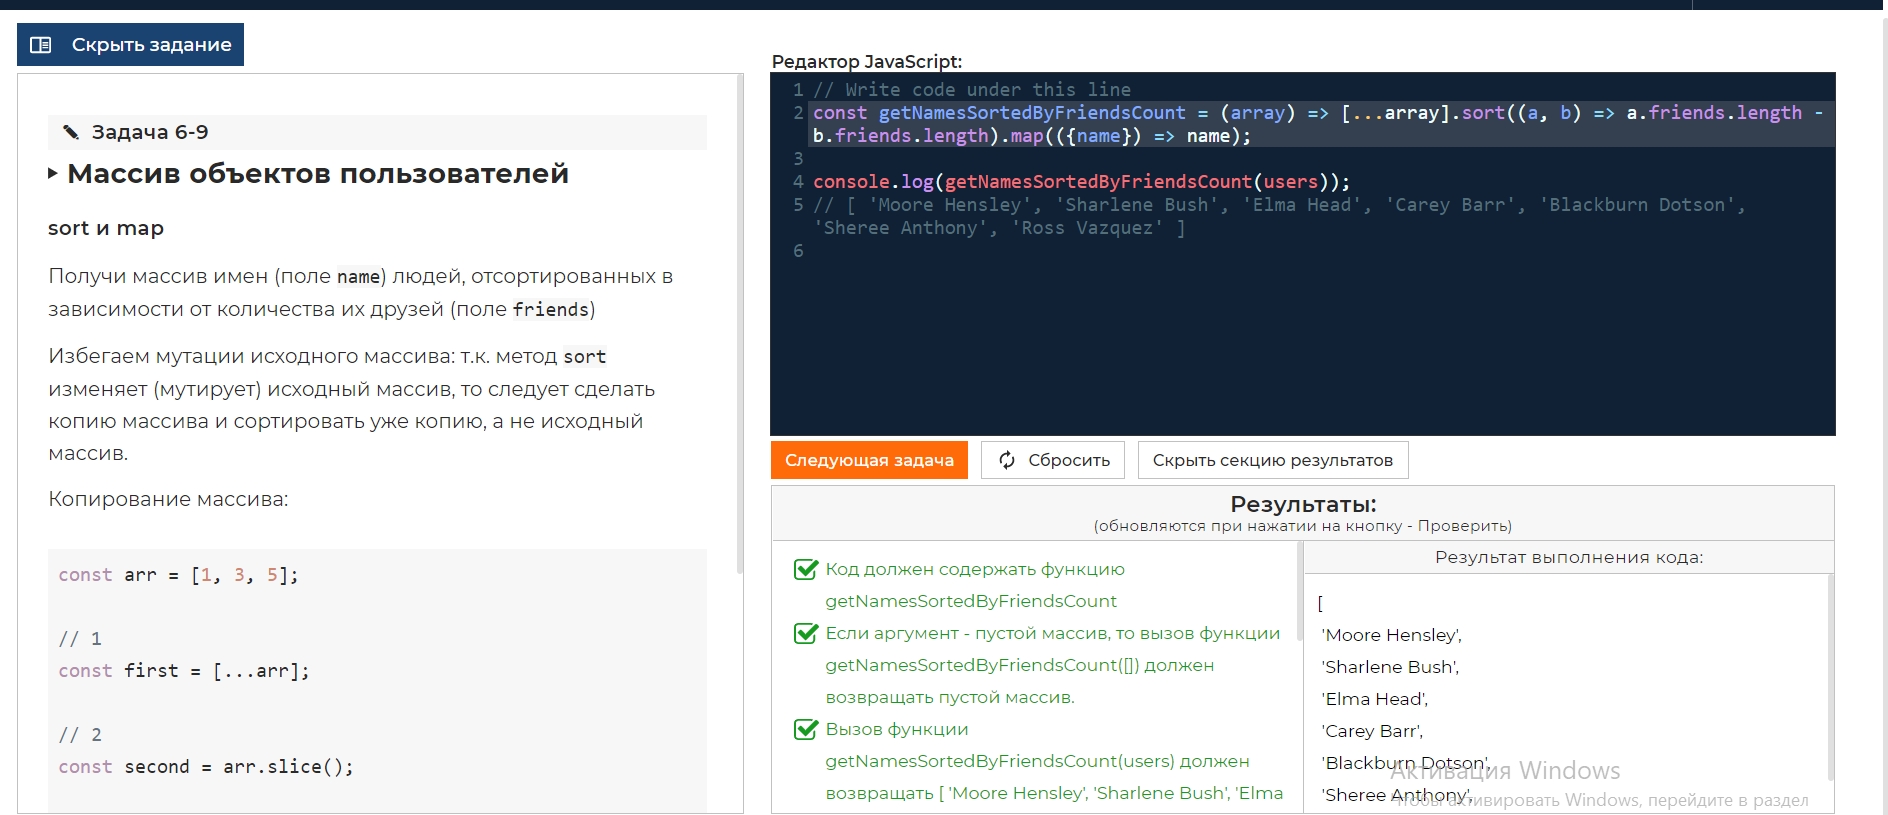 Скрыть задание
Задача 6-9
Массив объектов пользователей
sort и map
Получи массив имен (поле name) людей, отсортированных в
зависимости от количества их друзей (поле friends)
Избегаем мутации исходного массива: т.к. метод sort
изменяет (мутирует) исходный массив, то следует сделать
копию массива и сортировать уже копию, а не исходный
массив.
Копирование массива:
const arr = [1, 3, 5];
// 1
const first = [...arr];
// 2
const second = arr.slice();
Редактор JavaScript:
1 // Write code under this line
2 const getNamesSortedByFriendsCount = (array) => [...array].sort((a, b) => a.friends.length -
b.friends.length).map(({name}) => name);
3
4 console.log(getNamesSortedByFriendsCount(users));
5 // [ 'Moore Hensley', 'Sharlene Bush', 'Elma Head', 'Carey Barr', 'Blackburn Dotson',
'Sheree Anthony', 'Ross Vazquez' ]
6
Следующая задача
Сбросить
Скрыть секцию результатов
Результаты:
(обновляются при нажатии на кнопку - Проверить)
Код должен содержать функцию
getNamesSortedByFriendsCount
Если аргумент - пустой массив, то вызов функции
getNamesSortedByFriendsCount([]) должен
возвращать пустой массив.
Вызов функции
getNamesSortedByFriendsCount(users) должен
возвращать [ 'Moore Hensley', 'Sharlene Bush', 'Elma
Результат выполнения кода:
[
'Moore Hensley',
'Sharlene Bush',
'Elma Head',
'Carey Barr',
'Blackburn Dotson',
'Sheree Anthony',
Активация Windows
Чтобы активировать Windows, перейдите в раздел